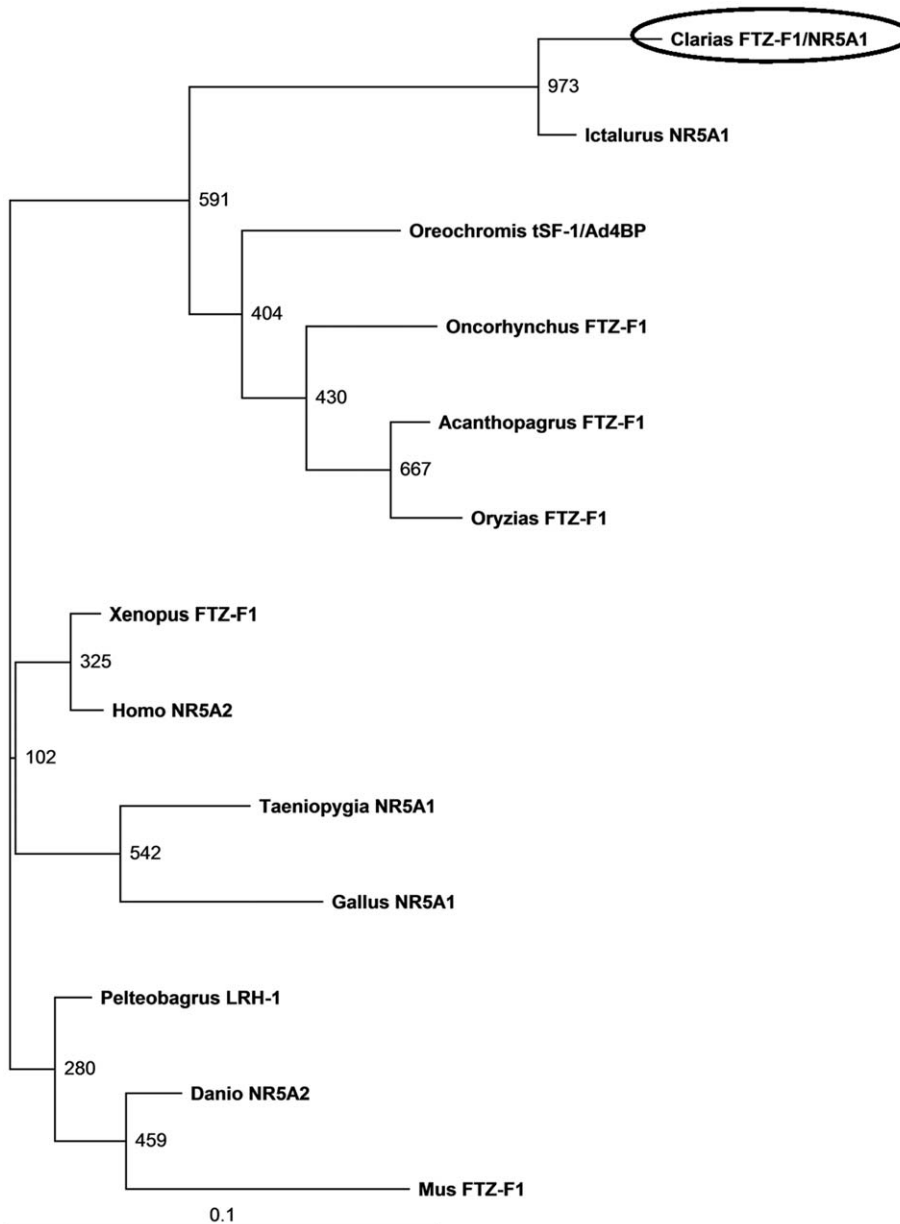 Clarias FTZ-F1/NR5A1
973
Ictalurus NR5A1
591
Oreochromis tSF-1/Ad4BP
404
Oncorhynchus FTZ-F1
430
Acanthopagrus FTZ-F1
667
Oryzias FTZ-F1
Xenopus FTZ-F1
325
Homo NR5A2
102
Taeniopygia NR5A1
542
Gallus NR5A1
Pelteobagrus LRH-1
280
Danio NR5A2
459
Mus FTZ-F1
0.1